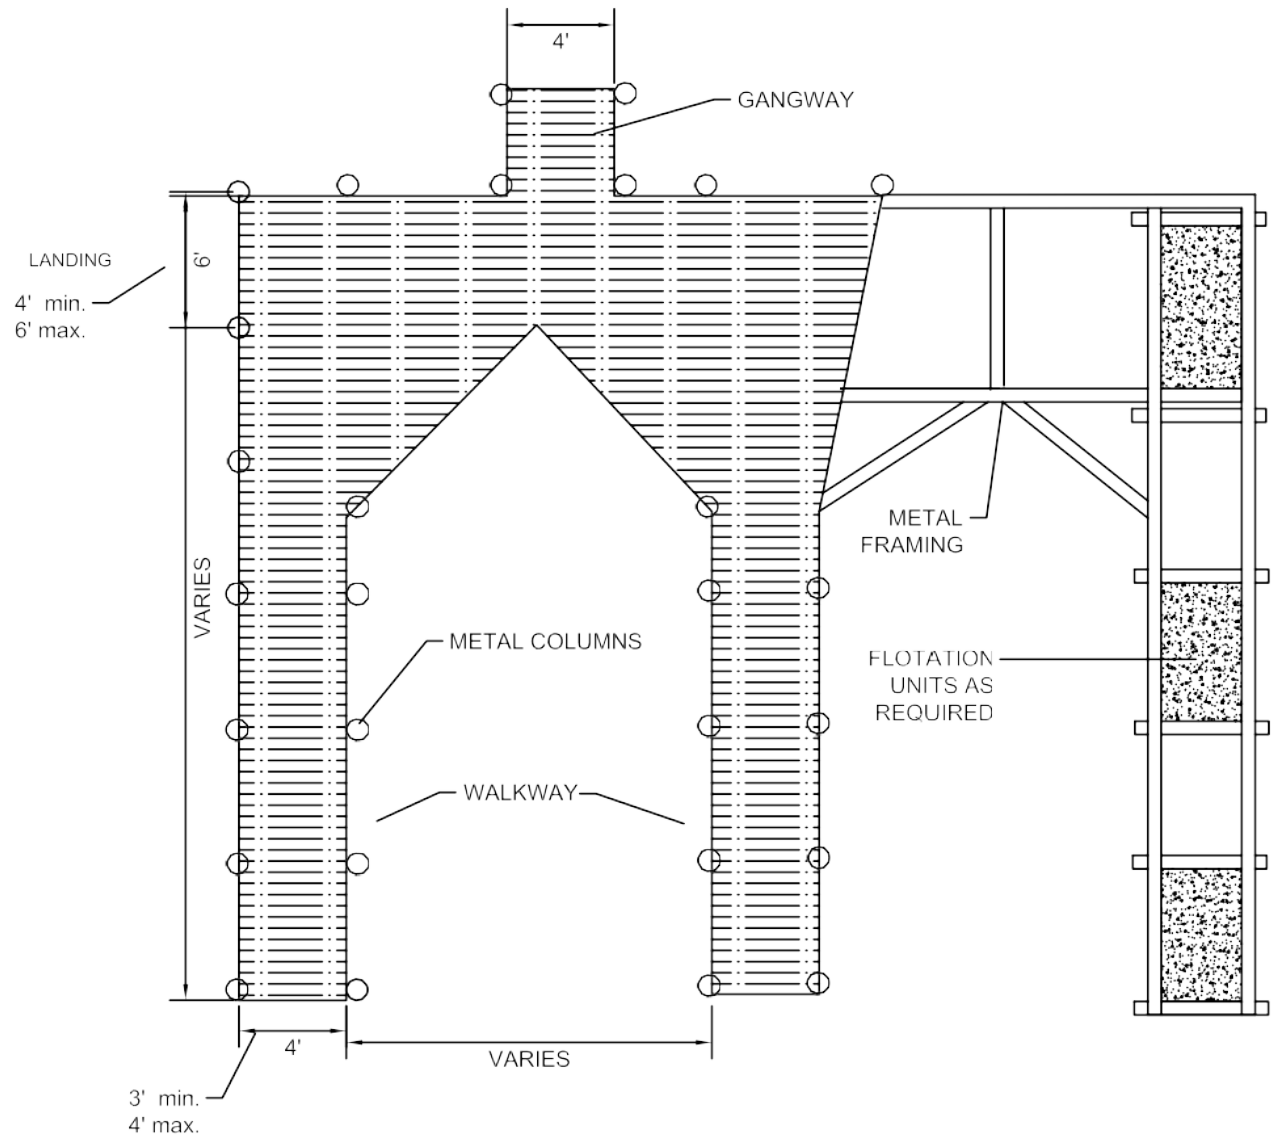 4'
GANGWAY
LANDING
4' min.
6' max.
6'
METAL
FRAMING
VARIES
METAL COLUMNS
FLOTATION
UNITS AS
REQUIRED
WALKWAY
4'
VARIES
3' min.
4' max.